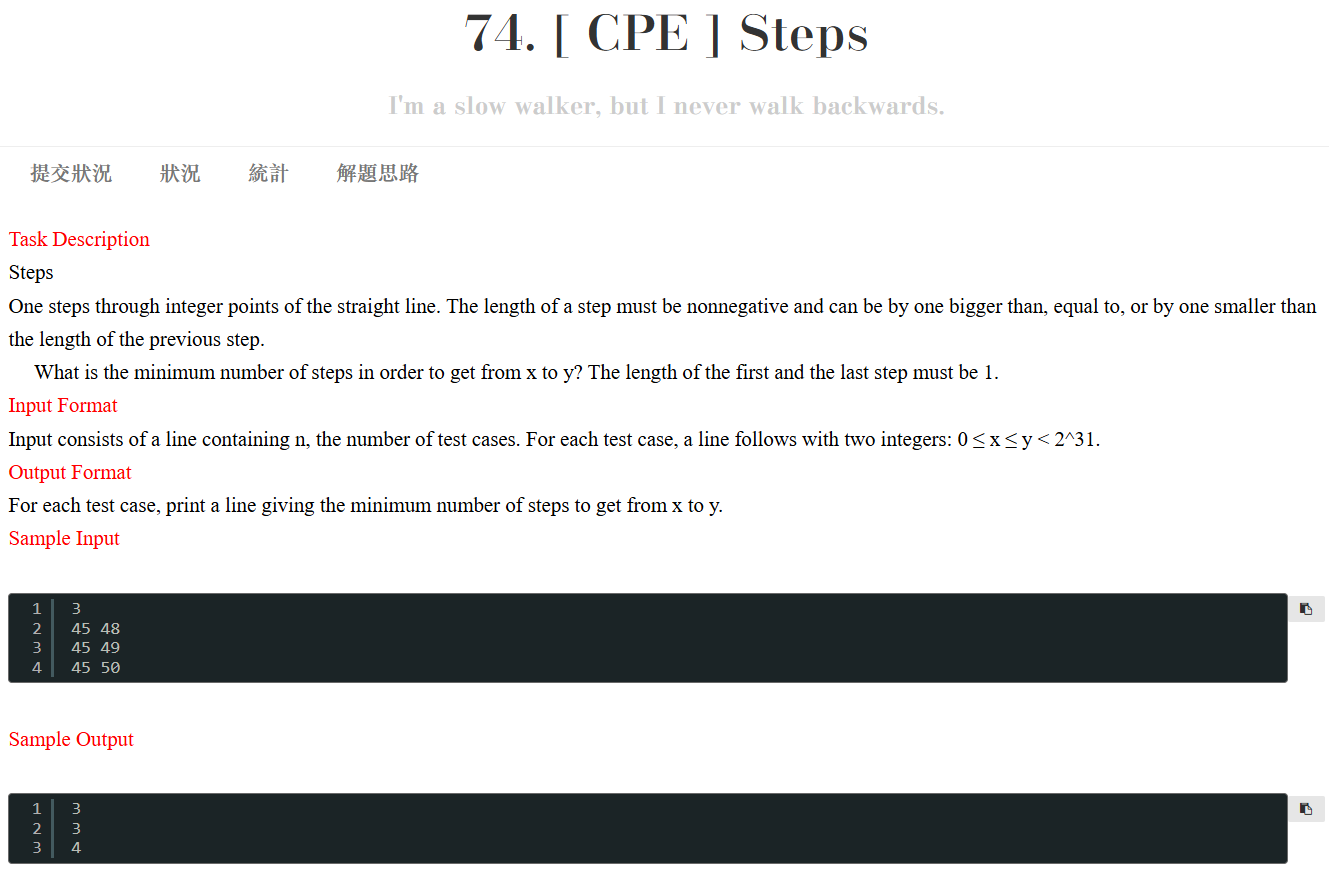 74. [ CPE ] Steps
I'm a slow walker, but I never walk backwards.
提交狀況 狀況 統計 解題思路
Task Description
Steps
One steps through integer points of the straight line. The length of a step must be nonnegative and can be by one bigger than, equal to, or by one smaller than
the length of the previous step.
What is the minimum number of steps in order to get from x to y? The length of the first and the last step must be 1.
Input Format
Input consists of a line containing n, the number of test cases. For each test case, a line follows with two integers: 0 ≤ x ≤ y < 2^31.
Output Format
For each test case, print a line giving the minimum number of steps to get from x to y.
Sample Input
1 3
2 45 48
3 45 49
4 45 50
Sample Output
1 3
2 3
3 4